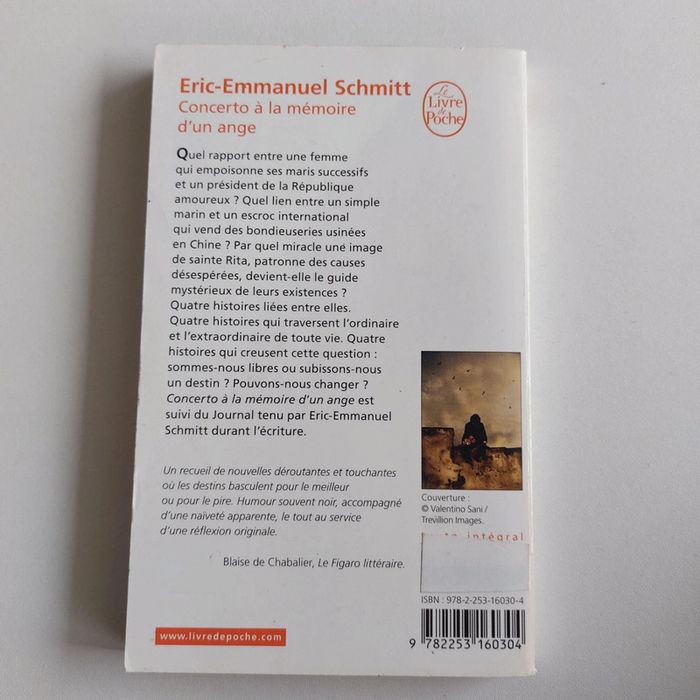 Eric-Emmanuel Schmitt
Concerto à la mémoire
d'un ange
Le
Livre
de
Poche
Quel rapport entre une femme
qui empoisonne ses maris successifs
et un président de la République
amoureux ? Quel lien entre un simple
marin et un escroc international
qui vend des bondieuseries usinées
en Chine ? Par quel miracle une image
de sainte Rita, patronne des causes
désespérées, devient-elle le guide
mystérieux de leurs existences ?
Quatre histoires liées entre elles.
Quatre histoires qui traversent l'ordinaire
et l'extraordinaire de toute vie. Quatre
histoires qui creusent cette question :
sommes-nous libres ou subissons-nous
un destin ? Pouvons-nous changer ?
Concerto à la mémoire d'un ange est
suivi du Journal tenu par Eric-Emmanuel
Schmitt durant l'écriture.
Un recueil de nouvelles déroutantes et touchantes
où les destins basculent pour le meilleur
ou pour le pire. Humour souvent noir, accompagné
d'une naïveté apparente, le tout au service
d'une réflexion originale.
Blaise de Chabalier, Le Figaro littéraire.
Couverture :
© Valentino Sani /
Trevillion Images.
intégral
ISBN : 978-2-253-16030-4
9 782253 160304
www.livredepoche.com